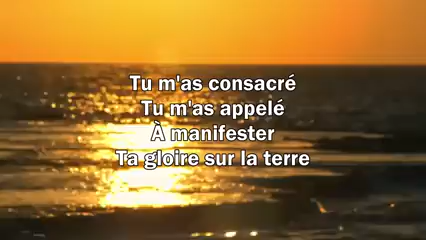 Tu m'as consacré
Tu m'as appelé
À manifester
Ta gloire sur la terre